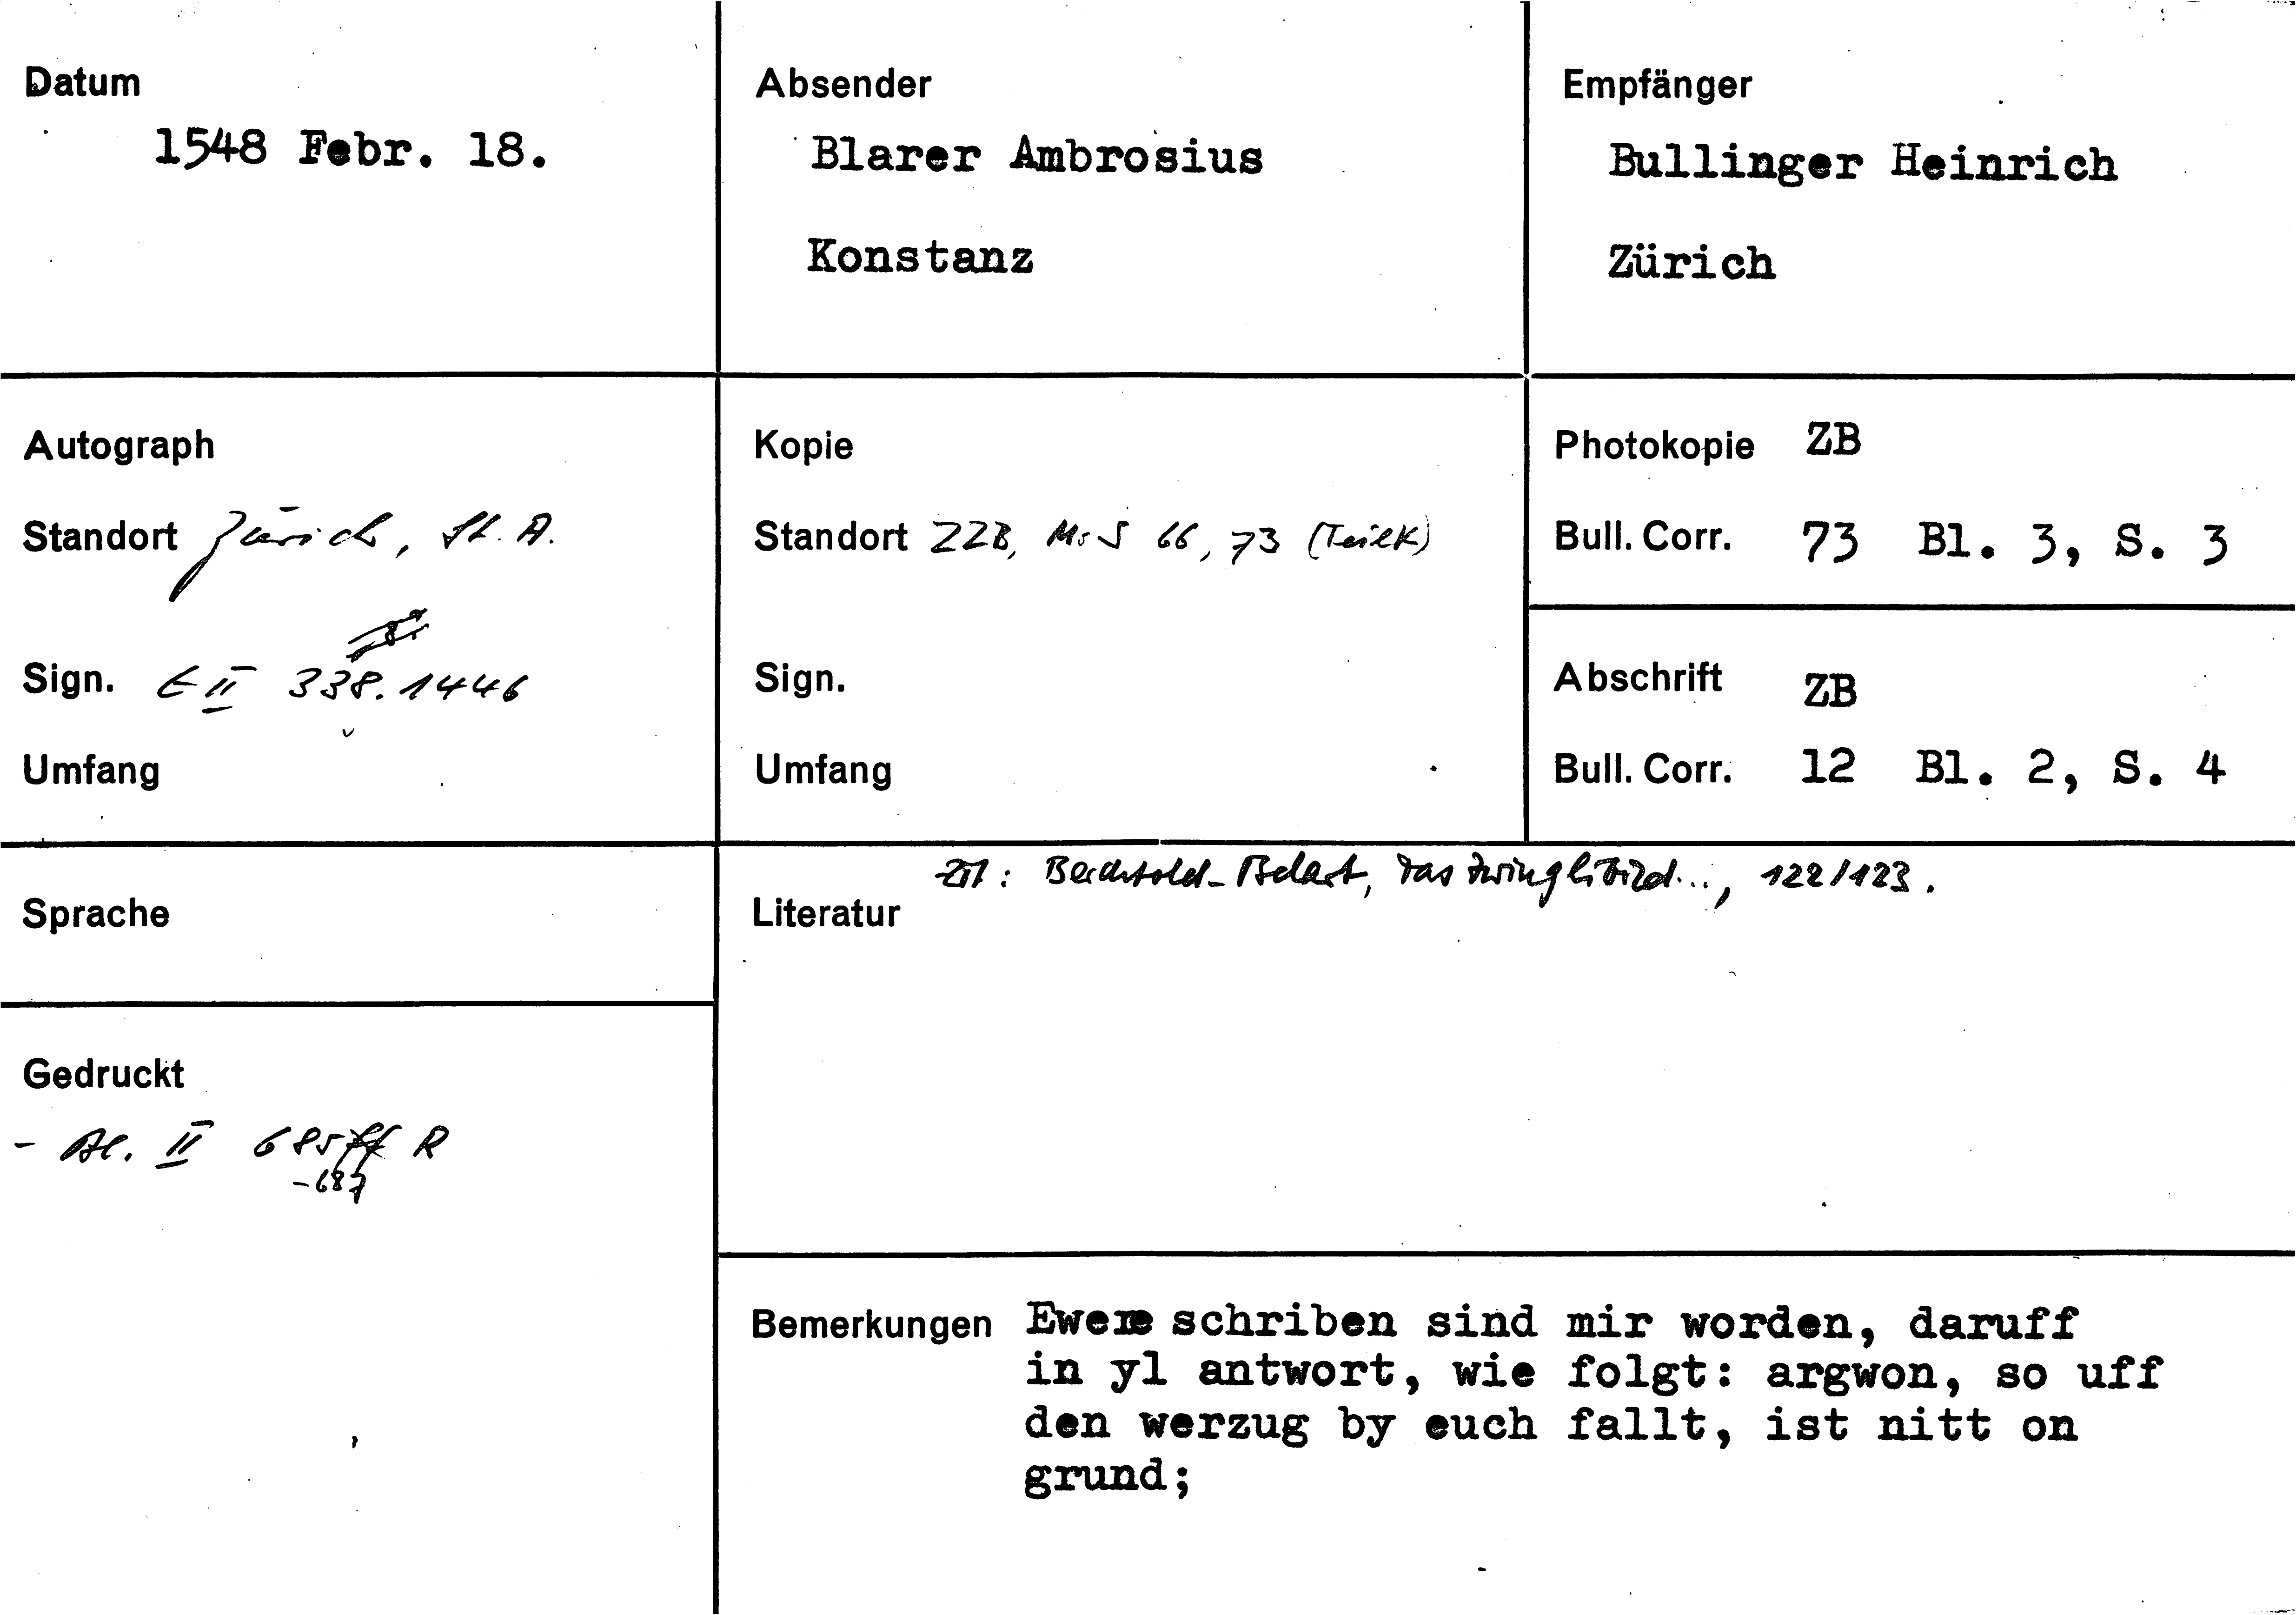 Datum
1548 Febr. 18.
Absender
Blarer Ambrosius
Konstanz
Empfänger
Bullinger Heinrich
Zürich
Autograph
Standort Zürich, St. A.
Sign. E II 338. 1446
Umfang
Kopie
Standort ZZB, Ms S 66, 73 (Teilk)
Sign.
Umfang
Photokopie ZB
Bull. Corr. 73 Bl. 3, S. 3
Abschrift ZB
Bull. Corr. 12 Bl. 2, S. 4
Sprache
Gedruckt
- Bl. II 685ff R
-687
Zit: Berchtold-Belart, Das Zwinglibild..., 122/123.
Literatur
Bemerkungen Ewere schriben sind mir worden, daruff
in yl antwort, wie folgt: argwon, so uff
den werzug by euch fallt, ist nitt on
grund;